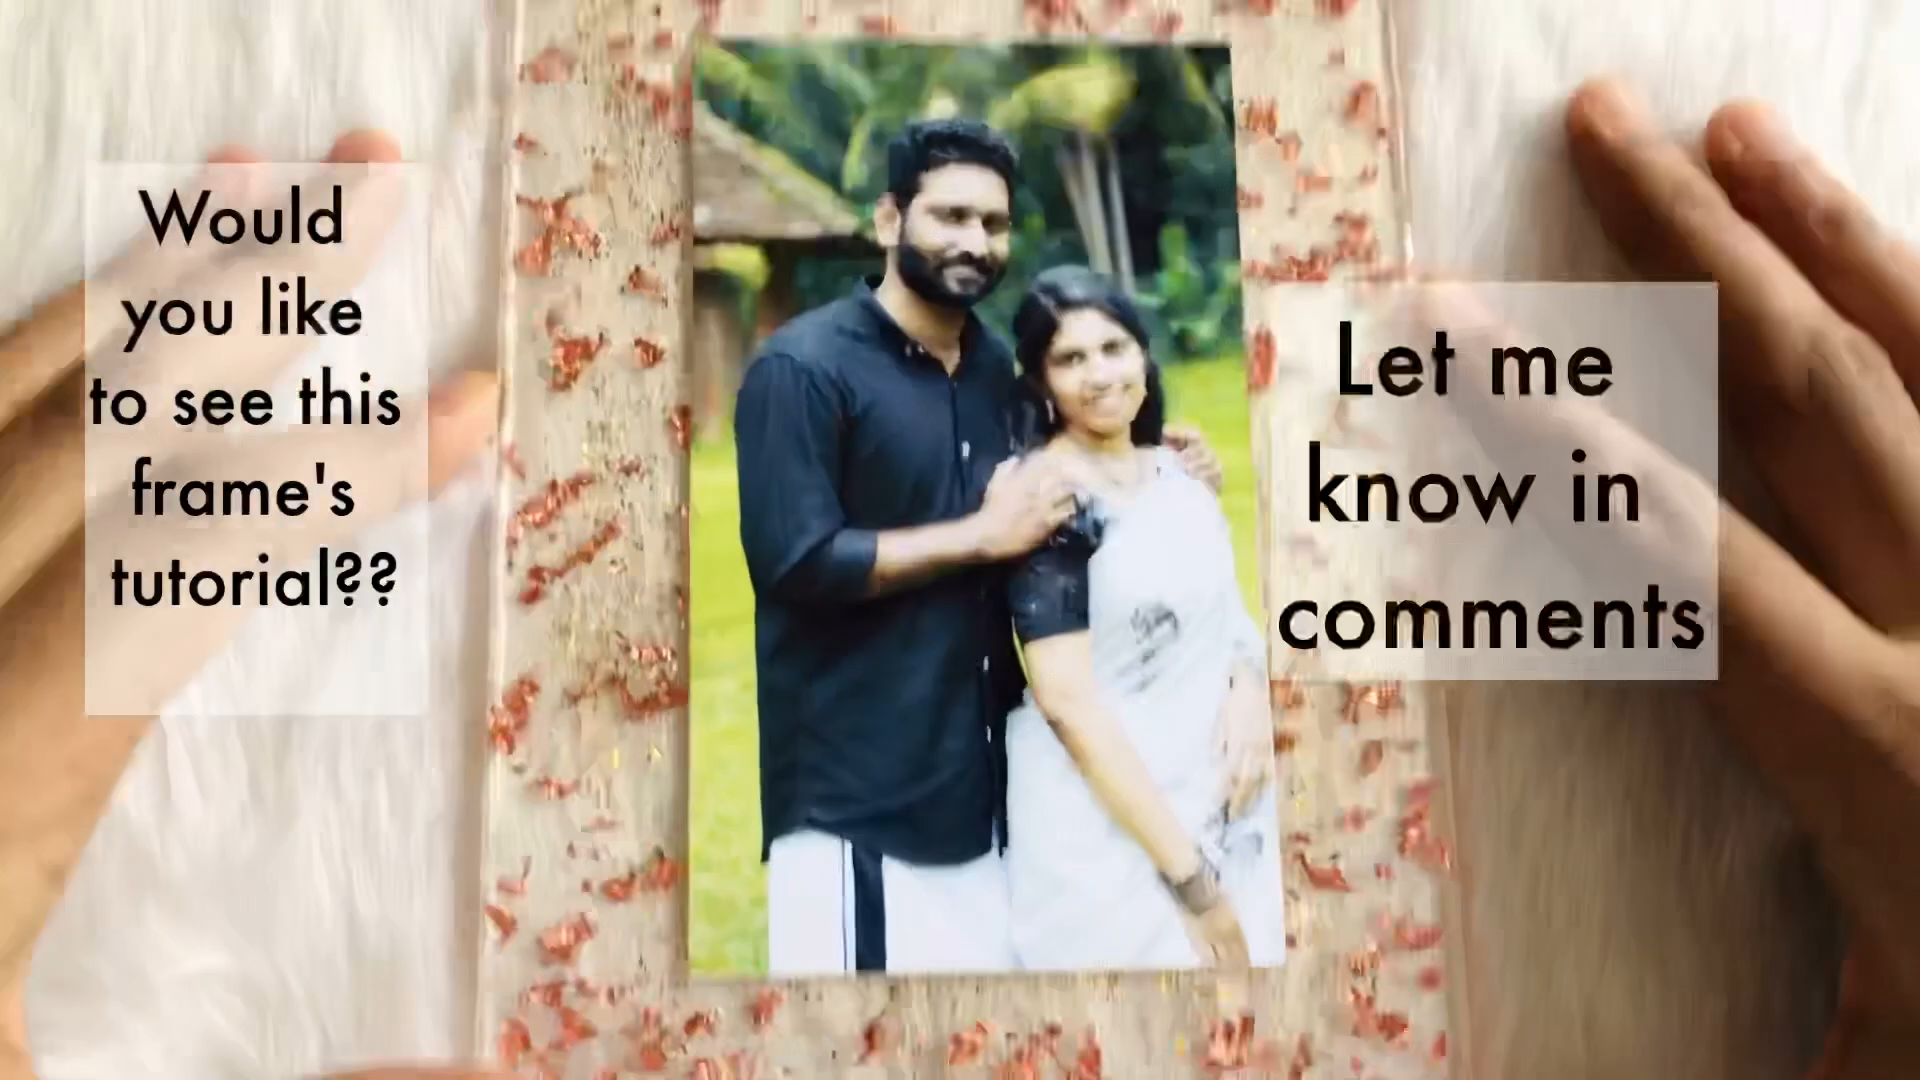 Would
you like
to see this
frame's
tutorial??
Let me
know in
comments